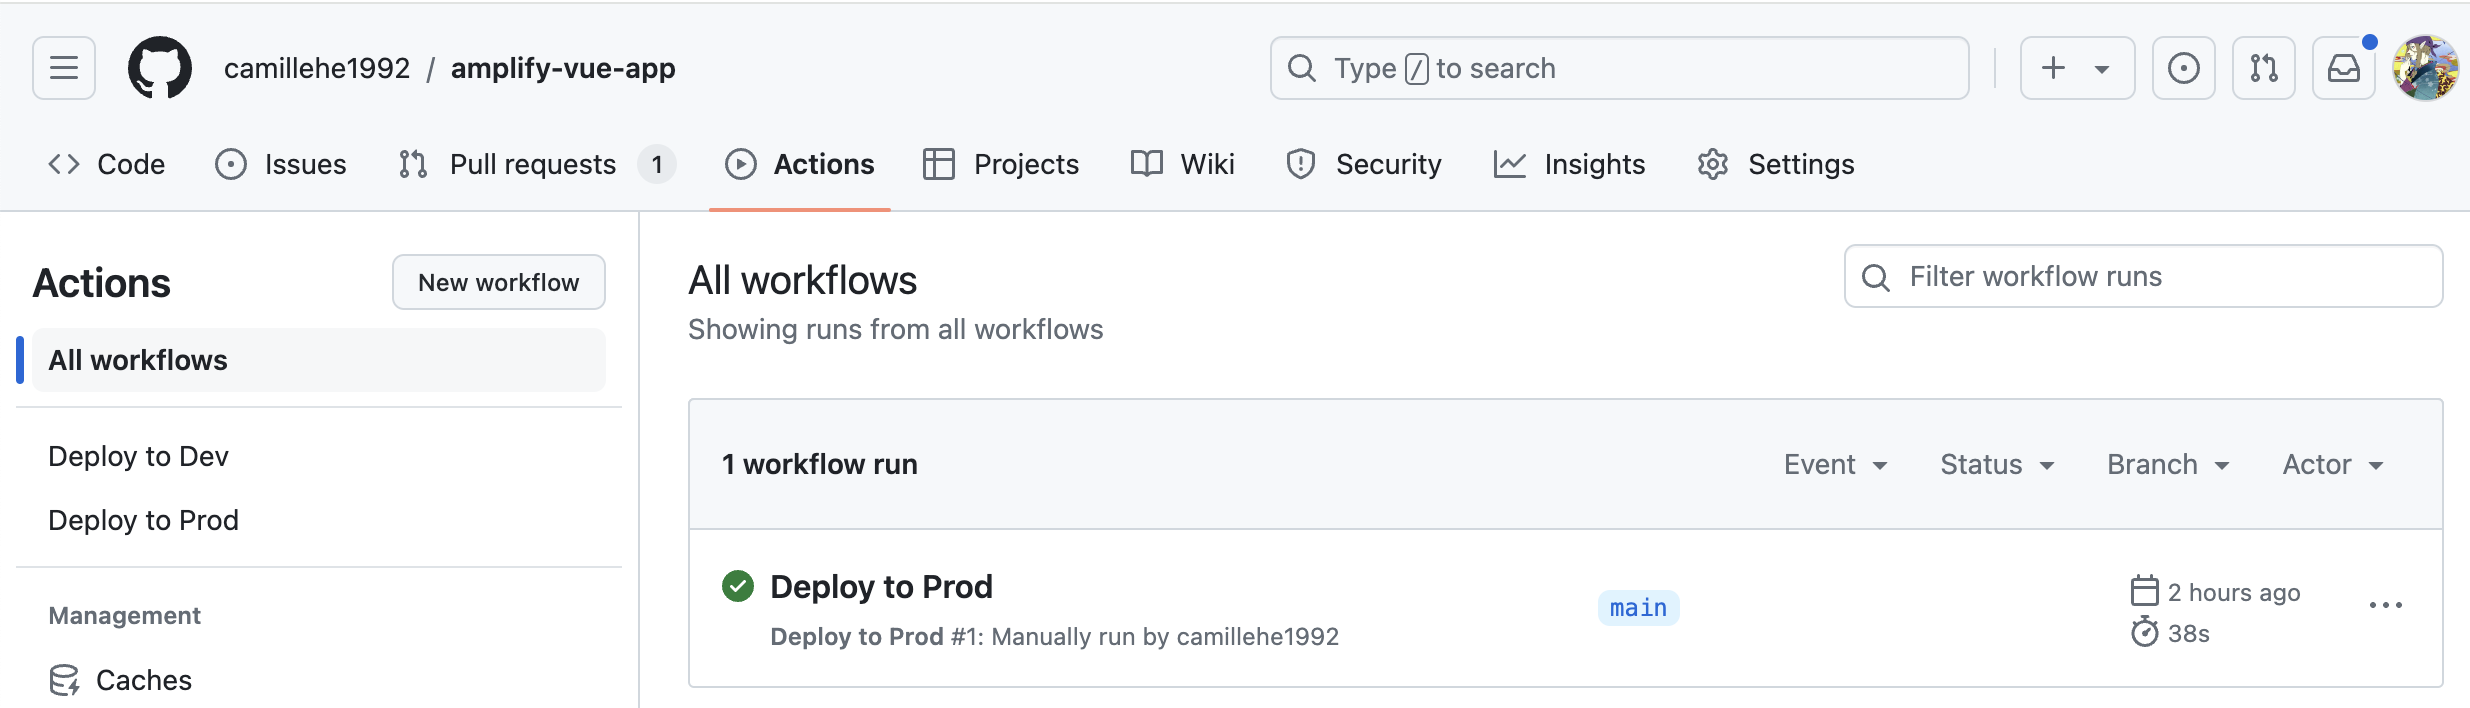 camillehe1992 / amplify-vue-app
Type / to search
Code Issues Pull requests 1 Actions Projects Wiki Security Insights Settings
Actions
New workflow
All workflows
Deploy to Dev
Deploy to Prod
Management
Caches
All workflows
Showing runs from all workflows
Filter workflow runs
1 workflow run
Event Status Branch Actor
Deploy to Prod
Deploy to Prod #1: Manually run by camillehe1992
main
2 hours ago
38s